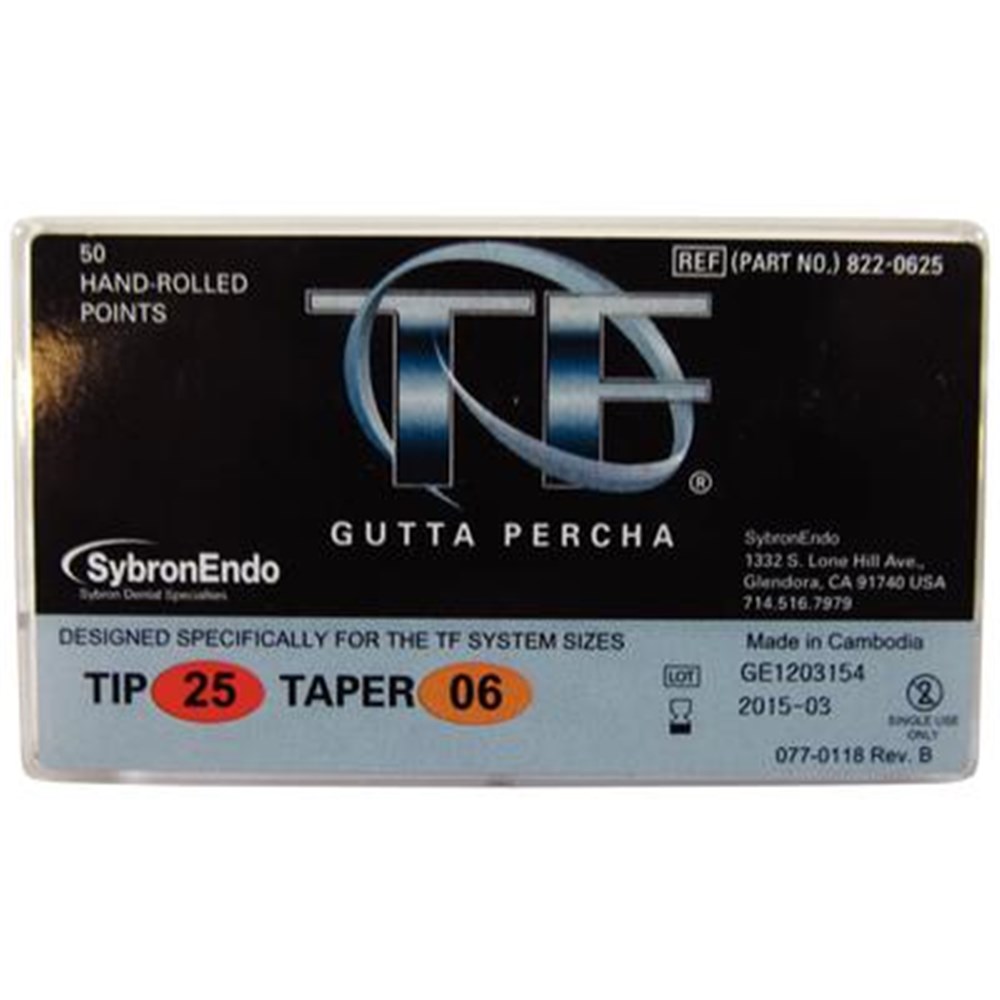 50
HAND-ROLLED
POINTS
TF®
REF (PART NO.) 822-0625
GUTTA PERCHA
SybronEndo
Sybron Dental Specialties
SybronEndo
1332 S. Lone Hill Ave.,
Glendora, CA 91740 USA
714.516.7979
DESIGNED SPECIFICALLY FOR THE TF SYSTEM SIZES
TIP 25 TAPER 06
Made in Cambodia
LOT GE1203154
2015-03
2
SINGLE USE
ONLY
077-0118 Rev. B